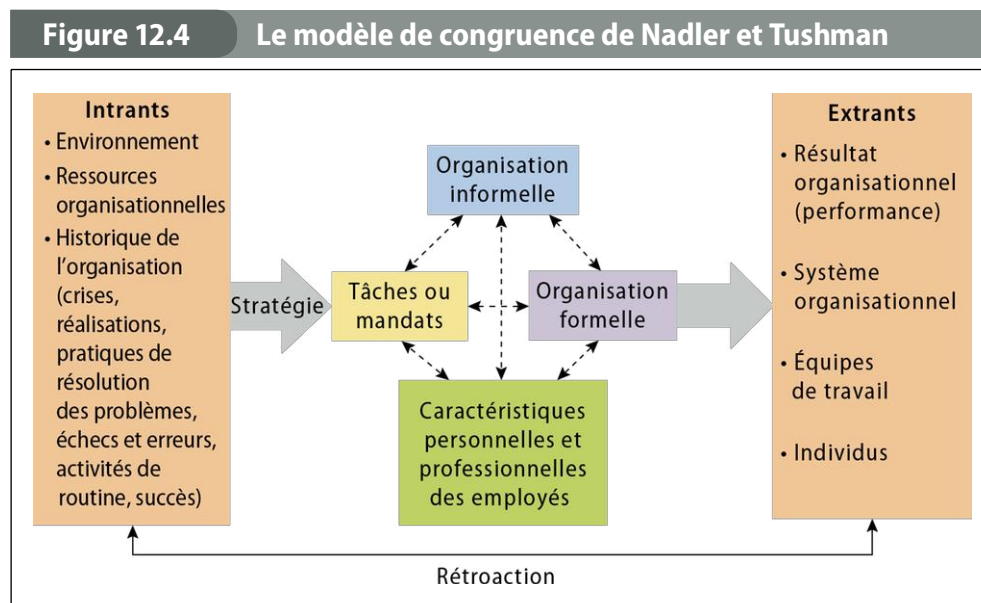 Figure 12.4 Le modèle de congruence de Nadler et Tushman
Intrants
• Environnement
• Ressources
organisationnelles
• Historique de
l'organisation
(crises,
réalisations,
pratiques de
résolution
des problèmes,
échecs et erreurs,
activités de
routine, succès)
Stratégie
Organisation
informelle
Tâches ou
mandats
Organisation
formelle
Caractéristiques
personnelles et
professionnelles
des employés
Extrants
• Résultat
organisationnel
(performance)
• Système
organisationnel
• Équipes
de travail
• Individus
Rétroaction